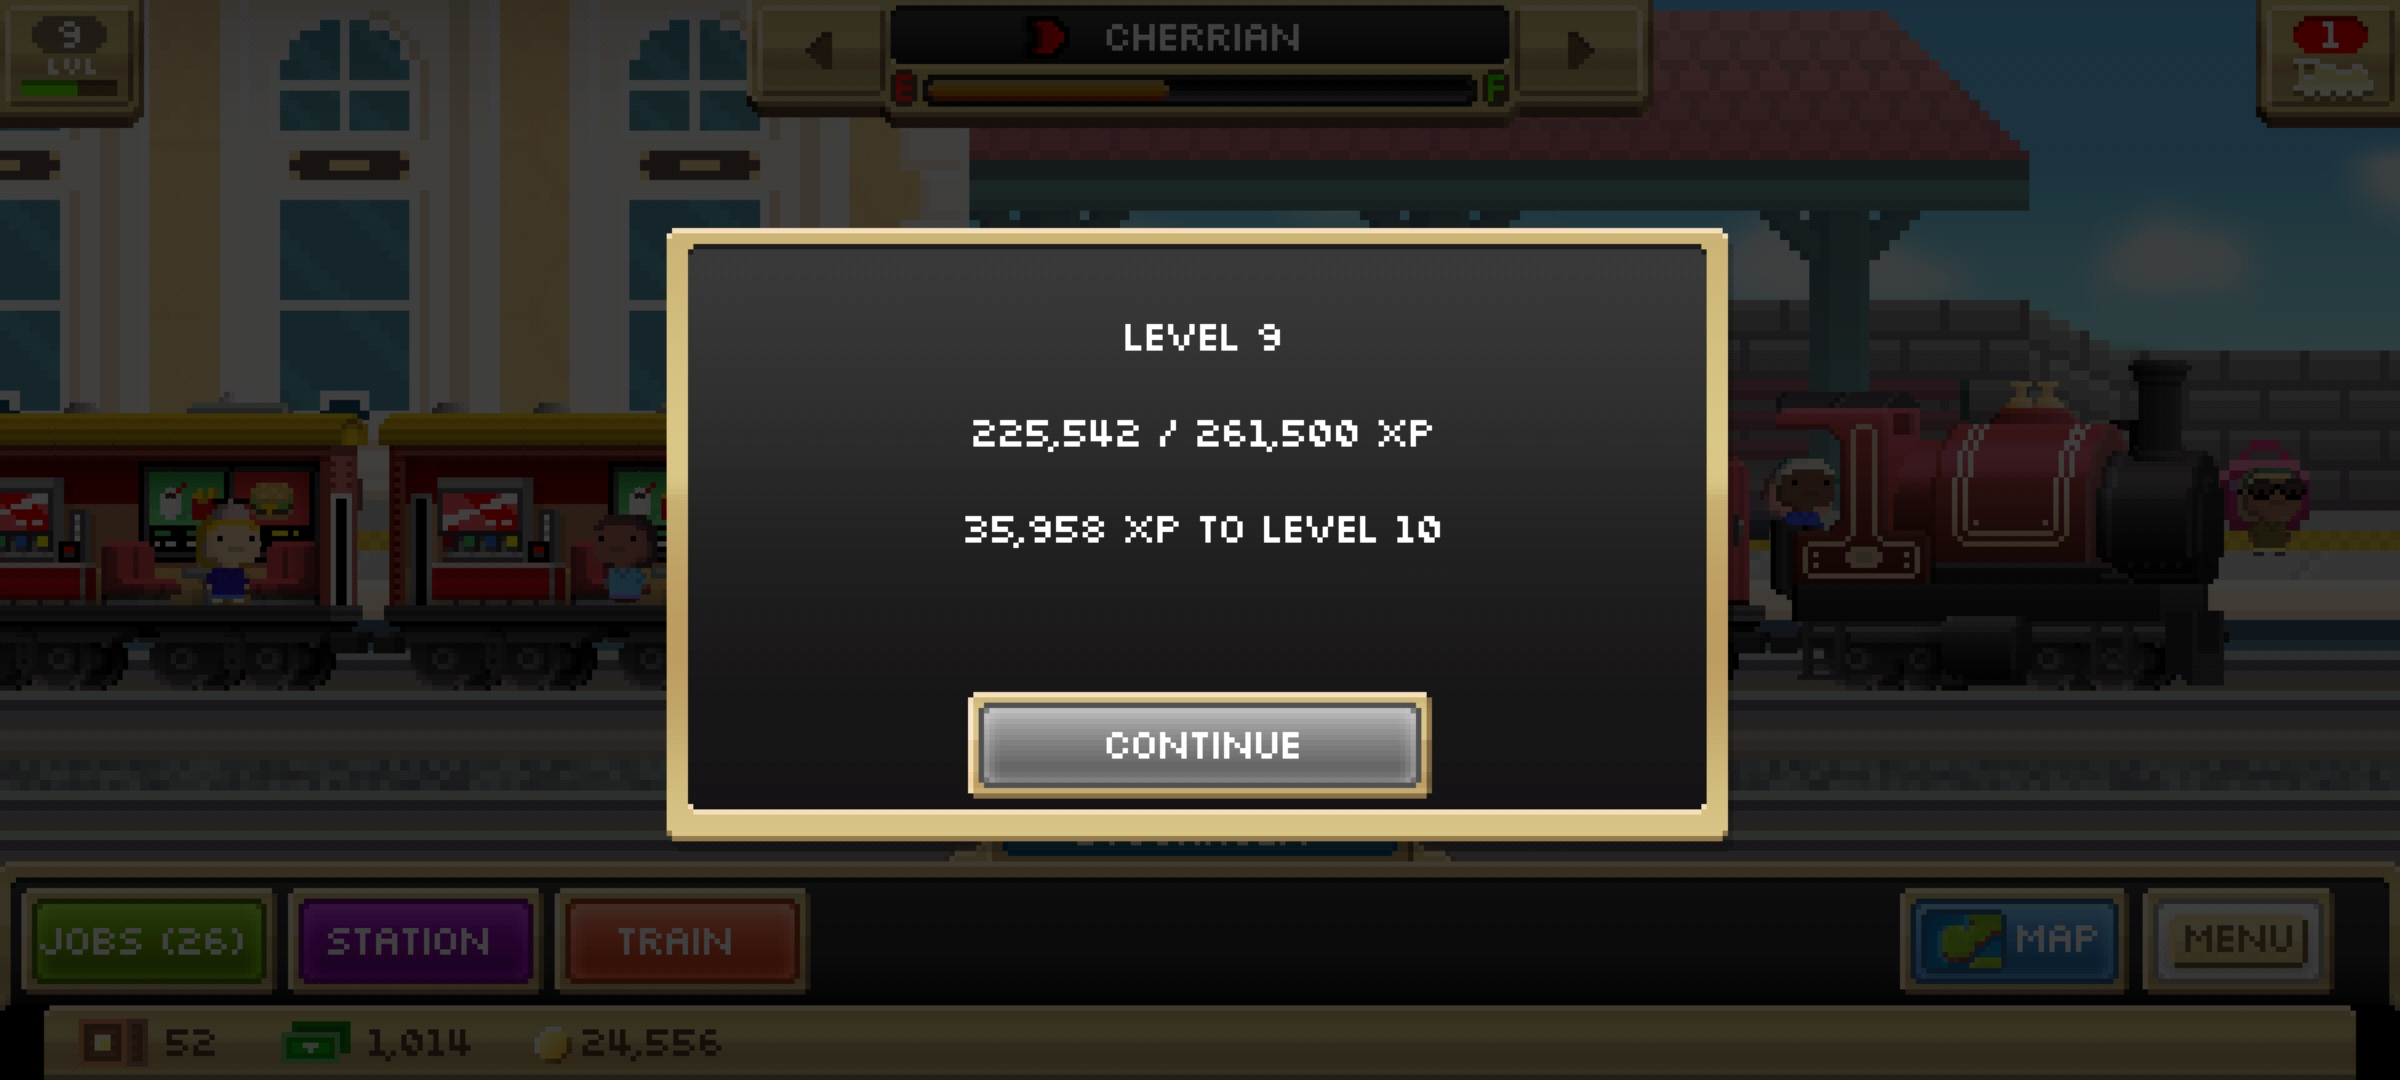 9
LVL
CHERRIAN
E F
1
LEVEL 9
225,542 / 261,500 XP
35,958 XP TO LEVEL 10
CONTINUE
JOBS (26)
STATION
TRAIN
MAP
MENU
52
1,014
24,556